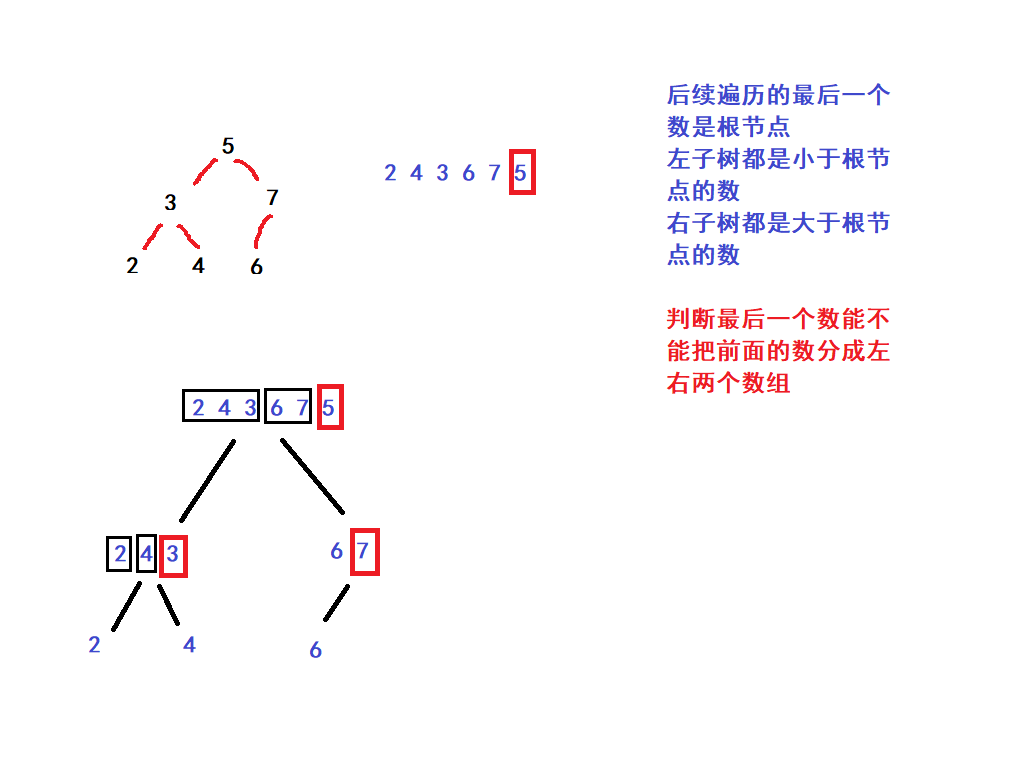 后续遍历的最后一个
数是根节点
左子树都是小于根节
点的数
右子树都是大于根节
点的数
判断最后一个数能不
能把前面的数分成左
右两个数组
5
3 7
2 4 6
2 4 3 6 7 5
2 4 3 6 7 5
2 4 3 6 7
2 4 6